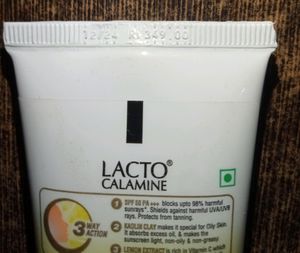 12/24 Rs349.00
LACTO®
CALAMINE
3 WAY
ACTION
1 SPF 50 PA +++ blocks upto 98% harmful
sunrays*. Shields against harmful UVA/UVB
rays. Protects from tanning.
2 KAOLIN CLAY makes it special for Oily Skin.
It absorbs excess oil, & makes the
sunscreen light, non-oily & non-greasy
3 LEMON EXTRACT is rich in Vitamin C which